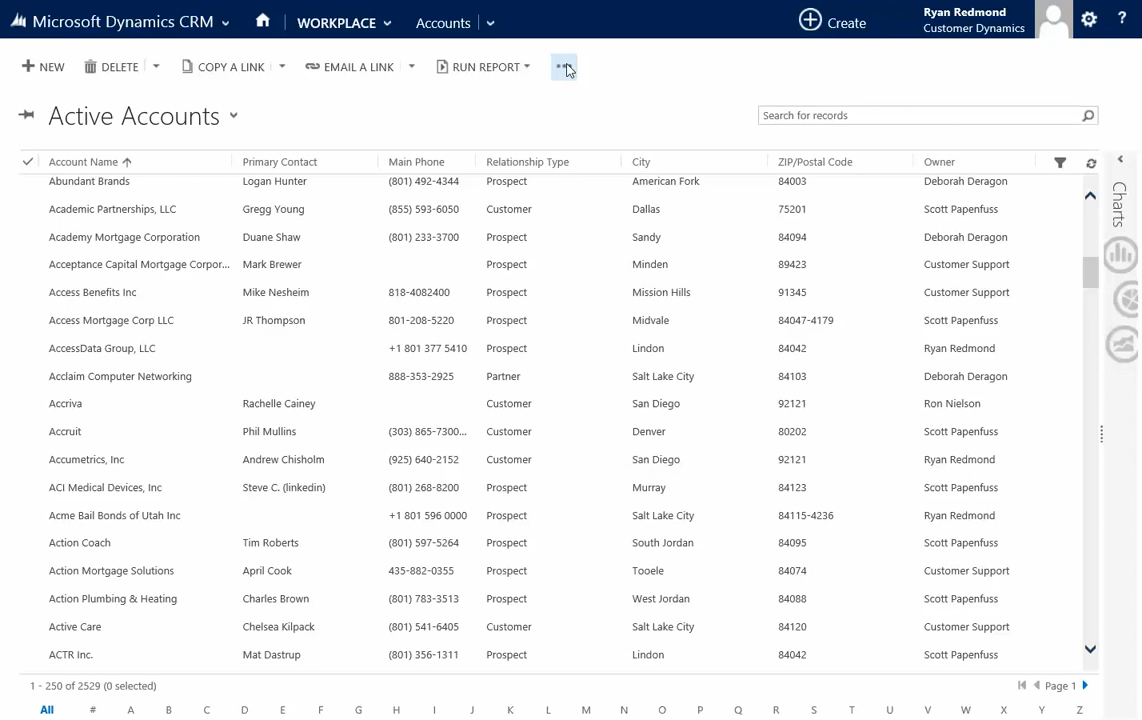 Microsoft Dynamics CRM WORKPLACE Accounts Create Ryan Redmond
Customer Dynamics
?
NEW DELETE COPY A LINK EMAIL A LINK RUN REPORT
Active Accounts Search for records
Account Name Primary Contact Main Phone Relationship Type City ZIP/Postal Code Owner
Charts
Abundant Brands Logan Hunter (801) 492-4344 Prospect American Fork 84003 Deborah Deragon
Academic Partnerships, LLC Gregg Young (855) 593-6050 Customer Dallas 75201 Scott Papenfuss
Academy Mortgage Corporation Duane Shaw (801) 233-3700 Prospect Sandy 84094 Deborah Deragon
Acceptance Capital Mortgage Corpor... Mark Brewer Prospect Minden 89423 Customer Support
Access Benefits Inc Mike Nesheim 818-4082400 Prospect Mission Hills 91345 Customer Support
Access Mortgage Corp LLC JR Thompson 801-208-5220 Prospect Midvale 84047-4179 Scott Papenfuss
AccessData Group, LLC +1 801 377 5410 Prospect Lindon 84042 Ryan Redmond
Acclaim Computer Networking 888-353-2925 Partner Salt Lake City 84103 Deborah Deragon
Accriva Rachelle Cainey Customer San Diego 92121 Ron Nielson
Accruit Phil Mullins (303) 865-7300... Customer Denver 80202 Scott Papenfuss
Accumetrics, Inc Andrew Chisholm (925) 640-2152 Customer San Diego 92121 Ryan Redmond
ACI Medical Devices, Inc Steve C. (linkedin) (801) 268-8200 Prospect Murray 84123 Scott Papenfuss
Acme Bail Bonds of Utah Inc +1 801 596 0000 Prospect Salt Lake City 84115-4236 Ryan Redmond
Action Coach Tim Roberts (801) 597-5264 Prospect South Jordan 84095 Scott Papenfuss
Action Mortgage Solutions April Cook 435-882-0355 Prospect Tooele 84074 Customer Support
Action Plumbing & Heating Charles Brown (801) 783-3513 Prospect West Jordan 84088 Scott Papenfuss
Active Care Chelsea Kilpack (801) 541-6405 Customer Salt Lake City 84120 Customer Support
ACTR Inc. Mat Dastrup (801) 356-1311 Prospect Lindon 84042 Scott Papenfuss
1 - 250 of 2529 (0 selected) Page 1
All # A B C D E F G H I J K L M N O P Q R S T U V W X Y Z